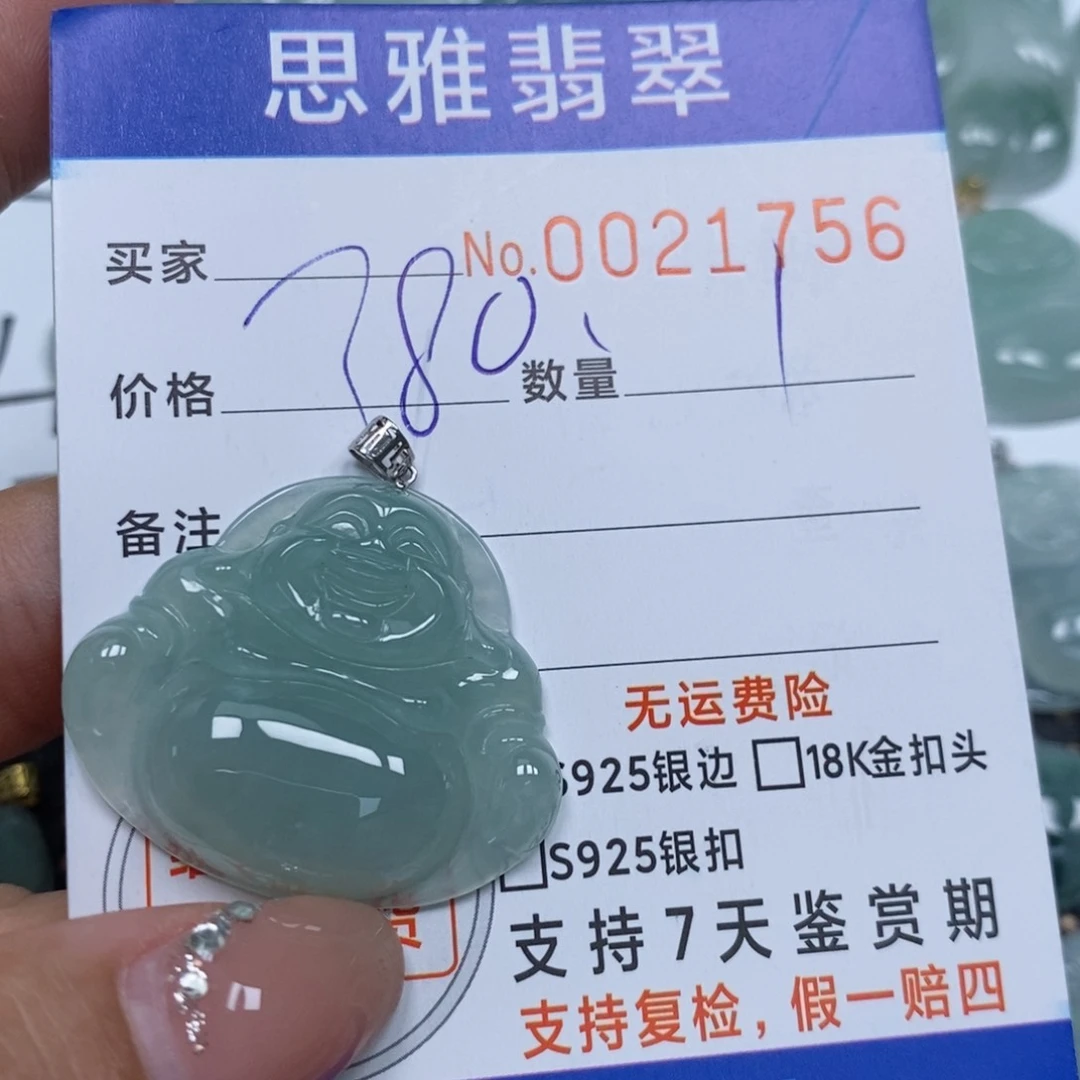 思雅翡翠
买家 No.0021756
价格 780、 数量 1
备注
无运费险
S925银边 □18K金扣头
□S925银扣
支持7天鉴赏期
支持复检，假一赔四